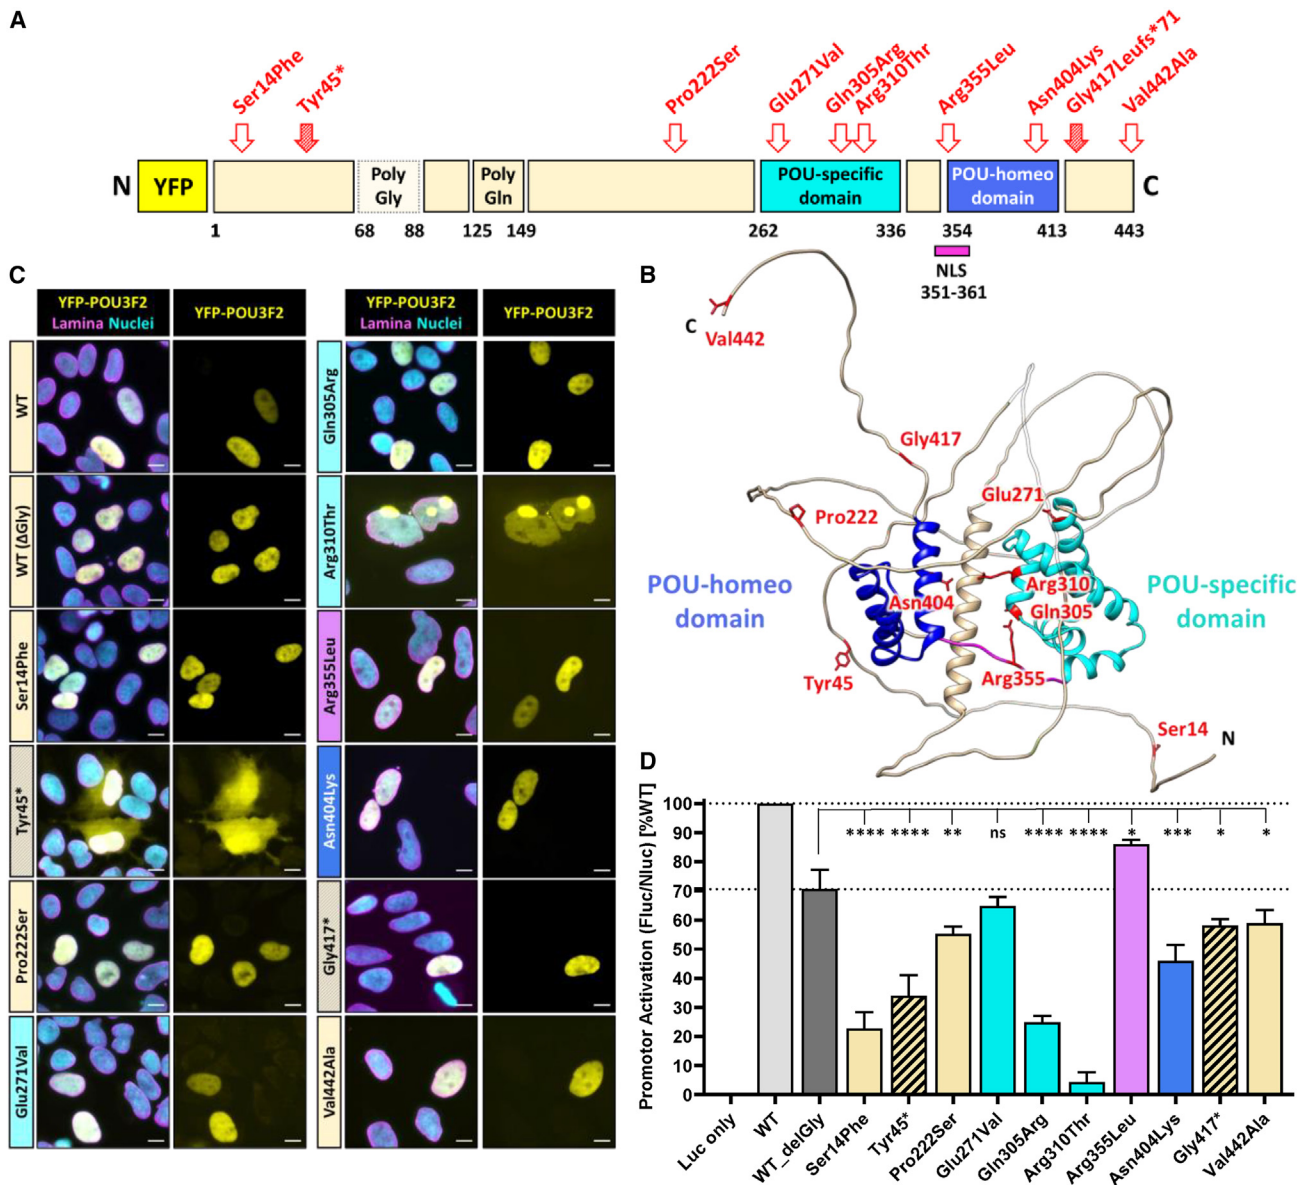 A
Ser14Phe
Tyr45*
Pro222Ser
Glu271Val
Gln305Arg
Arg310Thr
Arg355Leu
Asn404Lys
Gly417Leufs*71
Val442Ala
N
YFP
Poly
Gly
Poly
Gln
POU-specific
domain
POU-homeo
domain
C
1
68
88
125
149
262
336
354
413
443
NLS
351-361
C
YFP-POU3F2
Lamina Nuclei
YFP-POU3F2
YFP-POU3F2
Lamina Nuclei
YFP-POU3F2
WT
WT (ΔGly)
Ser14Phe
Tyr45*
Pro222Ser
Glu271Val
Gln305Arg
Arg310Thr
Arg355Leu
Asn404Lys
Gly417*
Val442Ala
B
C
Val442
Gly417
Glu271
Pro222
POU-homeo
domain
Arg310
Asn404
Gln305
POU-specific
domain
Tyr45
Arg355
Ser14
N
D
Promotor Activation (Fluc/Nluc) [%WT]
100
90
80
70
60
50
40
30
20
10
0
**** **** ** ns **** **** * *** * *
Luc only
WT
WT_delGly
Ser14Phe
Tyr45*
Pro222Ser
Glu271Val
Gln305Arg
Arg310Thr
Arg355Leu
Asn404Lys
Gly417*
Val442Ala